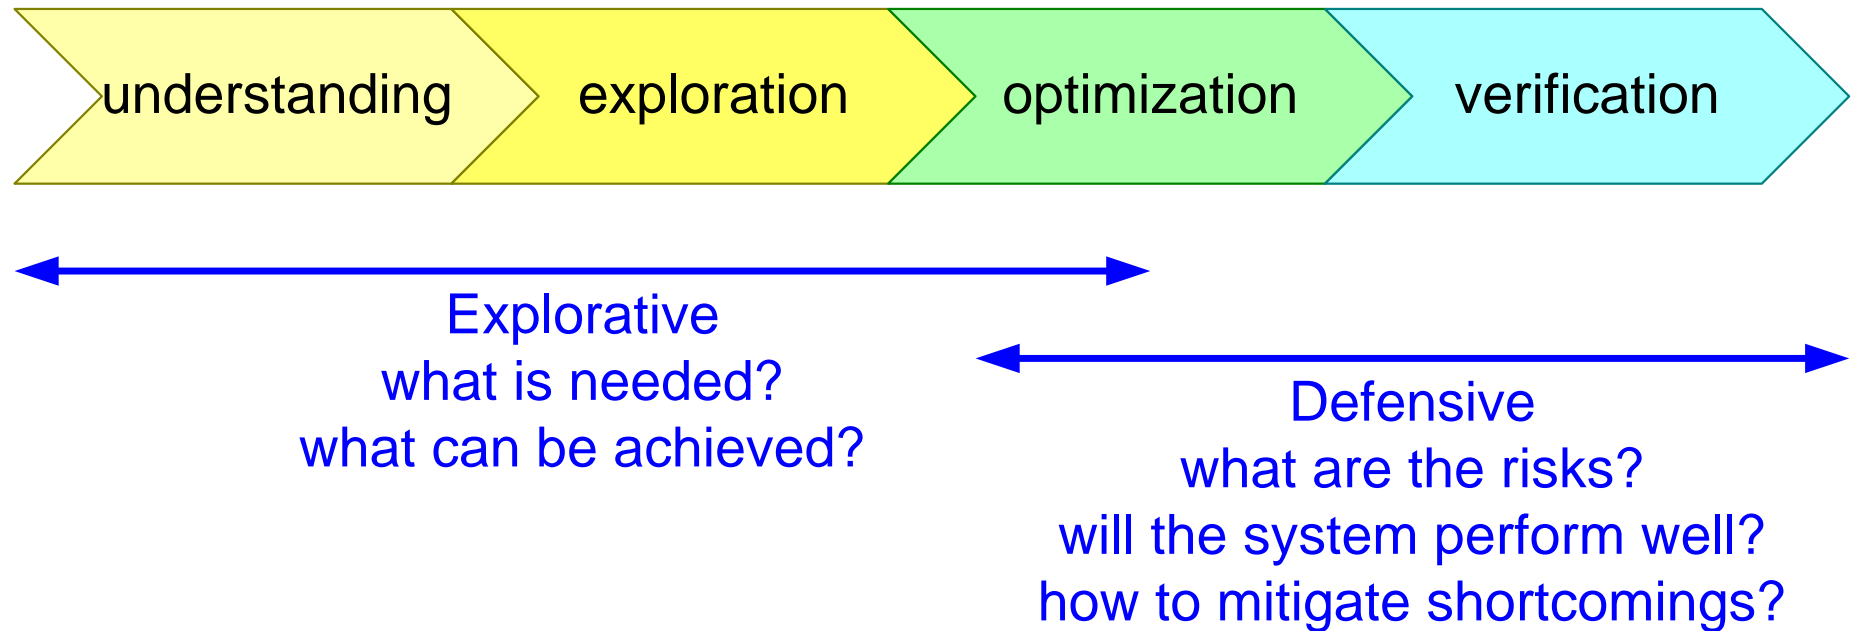 understanding
exploration
optimization
verification
Explorative
what is needed?
what can be achieved?
Defensive
what are the risks?
will the system perform well?
how to mitigate shortcomings?